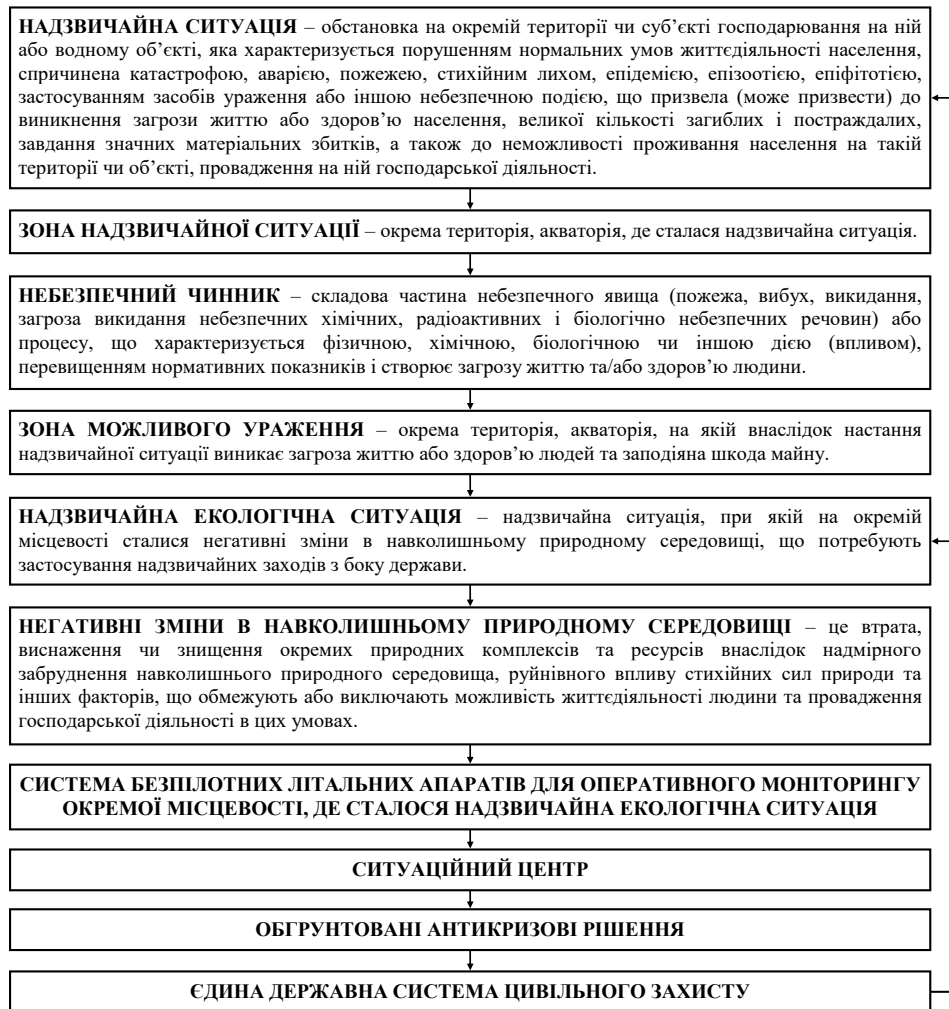 НАДЗВИЧАЙНА СИТУАЦІЯ – обстановка на окремій території чи суб’єкті господарювання на ній
або водному об’єкті, яка характеризується порушенням нормальних умов життєдіяльності населення,
спричинена катастрофою, аварією, пожежею, стихійним лихом, епідемією, епізоотією, епіфітотією,
застосуванням засобів ураження або іншою небезпечною подією, що призвела (може призвести) до
виникнення загрози життю або здоров’ю населення, великої кількості загиблих і постраждалих,
завдання значних матеріальних збитків, а також до неможливості проживання населення на такій
території чи об’єкті, провадження на ній господарської діяльності.
ЗОНА НАДЗВИЧАЙНОЇ СИТУАЦІЇ – окрема територія, акваторія, де сталася надзвичайна ситуація.
НЕБЕЗПЕЧНИЙ ЧИННИК – складова частина небезпечного явища (пожежа, вибух, викидання,
загроза викидання небезпечних хімічних, радіоактивних і біологічно небезпечних речовин) або
процесу, що характеризується фізичною, хімічною, біологічною чи іншою дією (впливом),
перевищенням нормативних показників і створює загрозу життю та/або здоров’ю людини.
ЗОНА МОЖЛИВОГО УРАЖЕННЯ – окрема територія, акваторія, на якій внаслідок настання
надзвичайної ситуації виникає загроза життю або здоров’ю людей та заподіяна шкода майну.
НАДЗВИЧАЙНА ЕКОЛОГІЧНА СИТУАЦІЯ – надзвичайна ситуація, при якій на окремій
місцевості сталися негативні зміни в навколишньому природному середовищі, що потребують
застосування надзвичайних заходів з боку держави.
НЕГАТИВНІ ЗМІНИ В НАВКОЛИШНЬОМУ ПРИРОДНОМУ СЕРЕДОВИЩІ – це втрата,
виснаження чи знищення окремих природних комплексів та ресурсів внаслідок надмірного
забруднення навколишнього природного середовища, руйнівного впливу стихійних сил природи та
інших факторів, що обмежують або виключають можливість життєдіяльності людини та провадження
господарської діяльності в цих умовах.
СИСТЕМА БЕЗПІЛОТНИХ ЛІТАЛЬНИХ АПАРАТІВ ДЛЯ ОПЕРАТИВНОГО МОНІТОРИНГУ
ОКРЕМОЇ МІСЦЕВОСТІ, ДЕ СТАЛОСЯ НАДЗВИЧАЙНА ЕКОЛОГІЧНА СИТУАЦІЯ
СИТУАЦІЙНИЙ ЦЕНТР
ОБГРУНТОВАНІ АНТИКРИЗОВІ РІШЕННЯ
ЄДИНА ДЕРЖАВНА СИСТЕМА ЦИВІЛЬНОГО ЗАХИСТУ